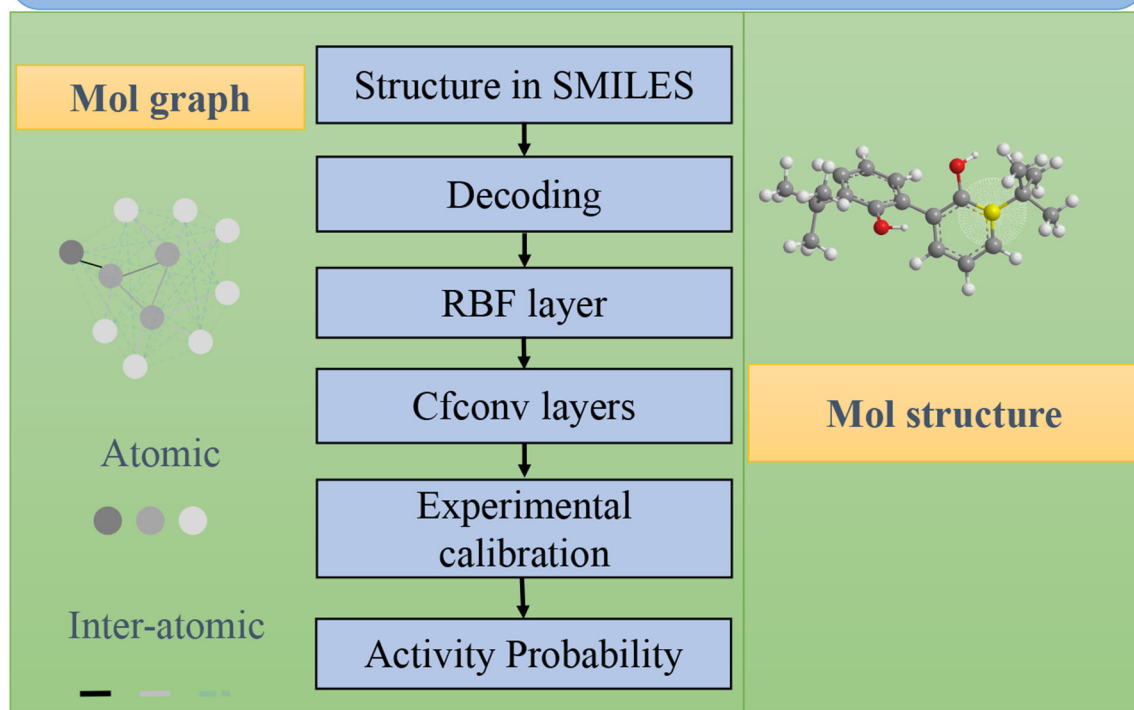 Mol graph
Structure in SMILES
Decoding
RBF layer
Cfconv layers
Experimental
calibration
Activity Probability
Atomic
Inter-atomic
Mol structure